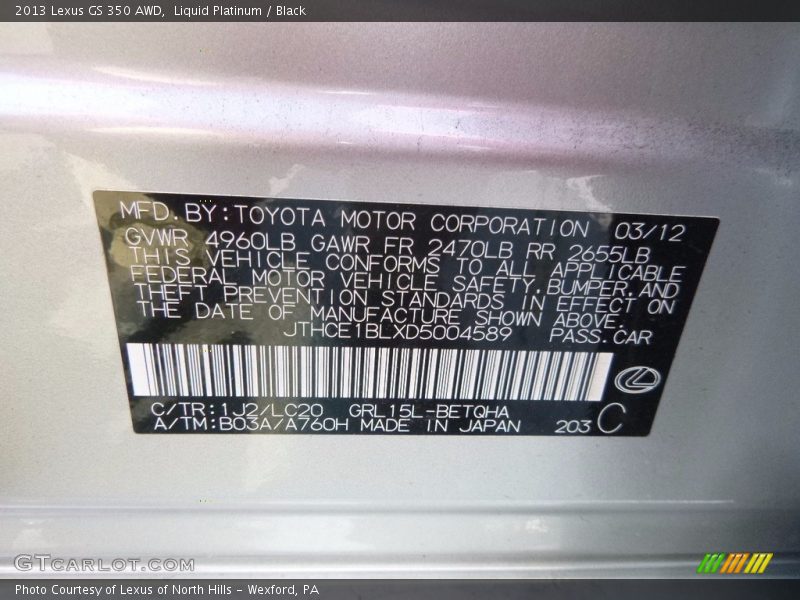 2013 Lexus GS 350 AWD,  Liquid Platinum / Black
MFD.BY:TOYOTA MOTOR CORPORATION 03/12
GVWR 4960LB GAWR FR 2470LB RR 2655LB
THIS VEHICLE CONFORMS TO ALL APPLICABLE
FEDERAL MOTOR VEHICLE SAFETY,BUMPER,AND
THEFT PREVENTION STANDARDS IN EFFECT ON
THE DATE OF MANUFACTURE SHOWN ABOVE.
JTHCE1BLXD5004589 PASS.CAR
C/TR:1J2/LC20 GRL15L-BETQHA
A/TM:B03A/A760H MADE IN JAPAN 203 C
GTCARLOT.COM
Photo Courtesy of Lexus of North Hills - Wexford, PA